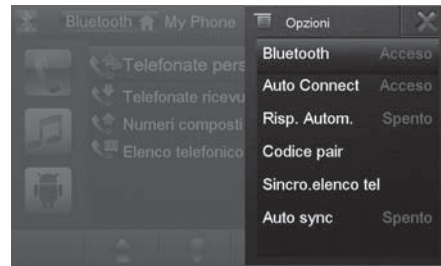 Bluetooth My Phone
Telefonate pers
Telefonate ricevu
Numeri composti
Elenco telefonico
Opzioni
Bluetooth Acceso
Auto Connect Acceso
Risp. Autom. Spento
Codice pair
Sincro.elenco tel
Auto sync Spento